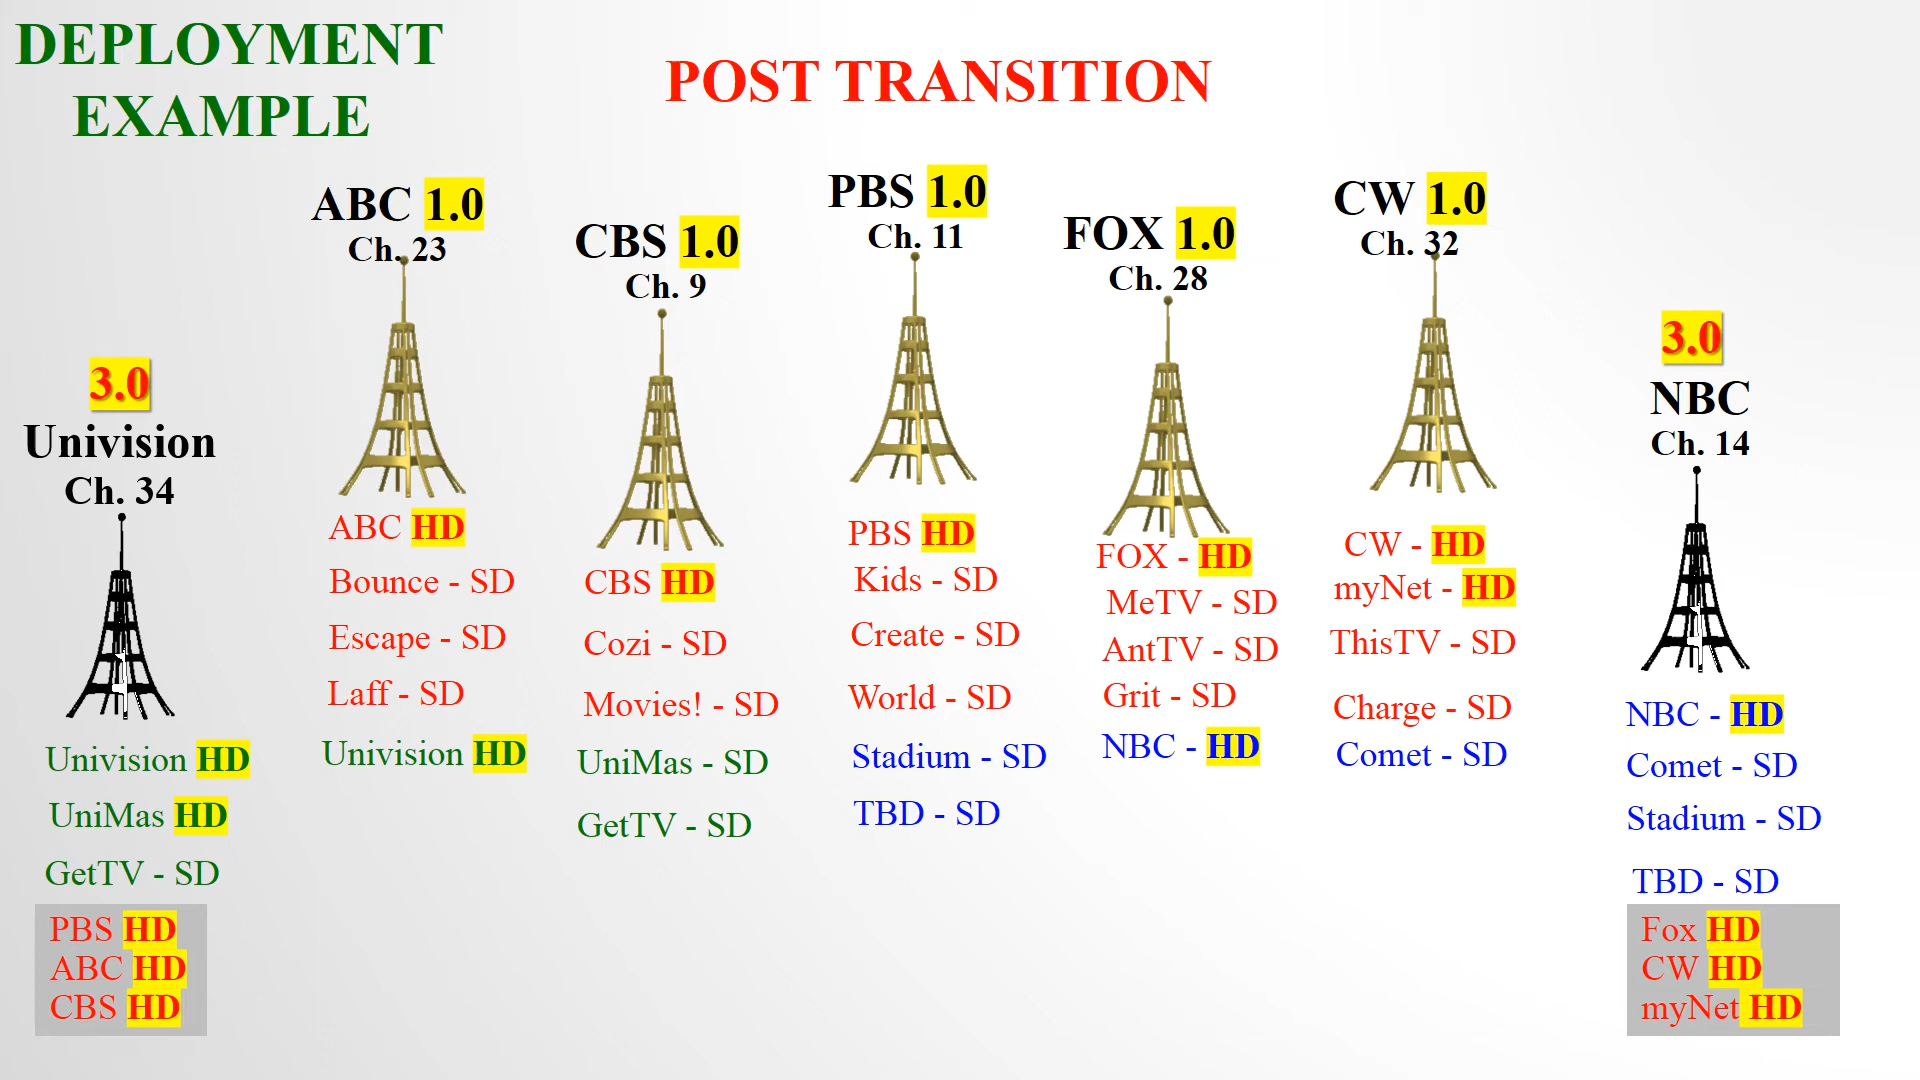 DEPLOYMENT
EXAMPLE
POST TRANSITION
3.0
Univision
Ch. 34
Univision HD
UniMas HD
GetTV - SD
PBS HD
ABC HD
CBS HD
ABC 1.0
Ch. 23
ABC HD
Bounce - SD
Escape - SD
Laff - SD
Univision HD
CBS 1.0
Ch. 9
CBS HD
Cozi - SD
Movies! - SD
UniMas - SD
GetTV - SD
PBS 1.0
Ch. 11
PBS HD
Kids - SD
Create - SD
World - SD
Stadium - SD
TBD - SD
FOX 1.0
Ch. 28
FOX - HD
MeTV - SD
AntTV - SD
Grit - SD
NBC - HD
CW 1.0
Ch. 32
CW - HD
myNet - HD
ThisTV - SD
Charge - SD
Comet - SD
3.0
NBC
Ch. 14
NBC - HD
Comet - SD
Stadium - SD
TBD - SD
Fox HD
CW HD
myNet HD